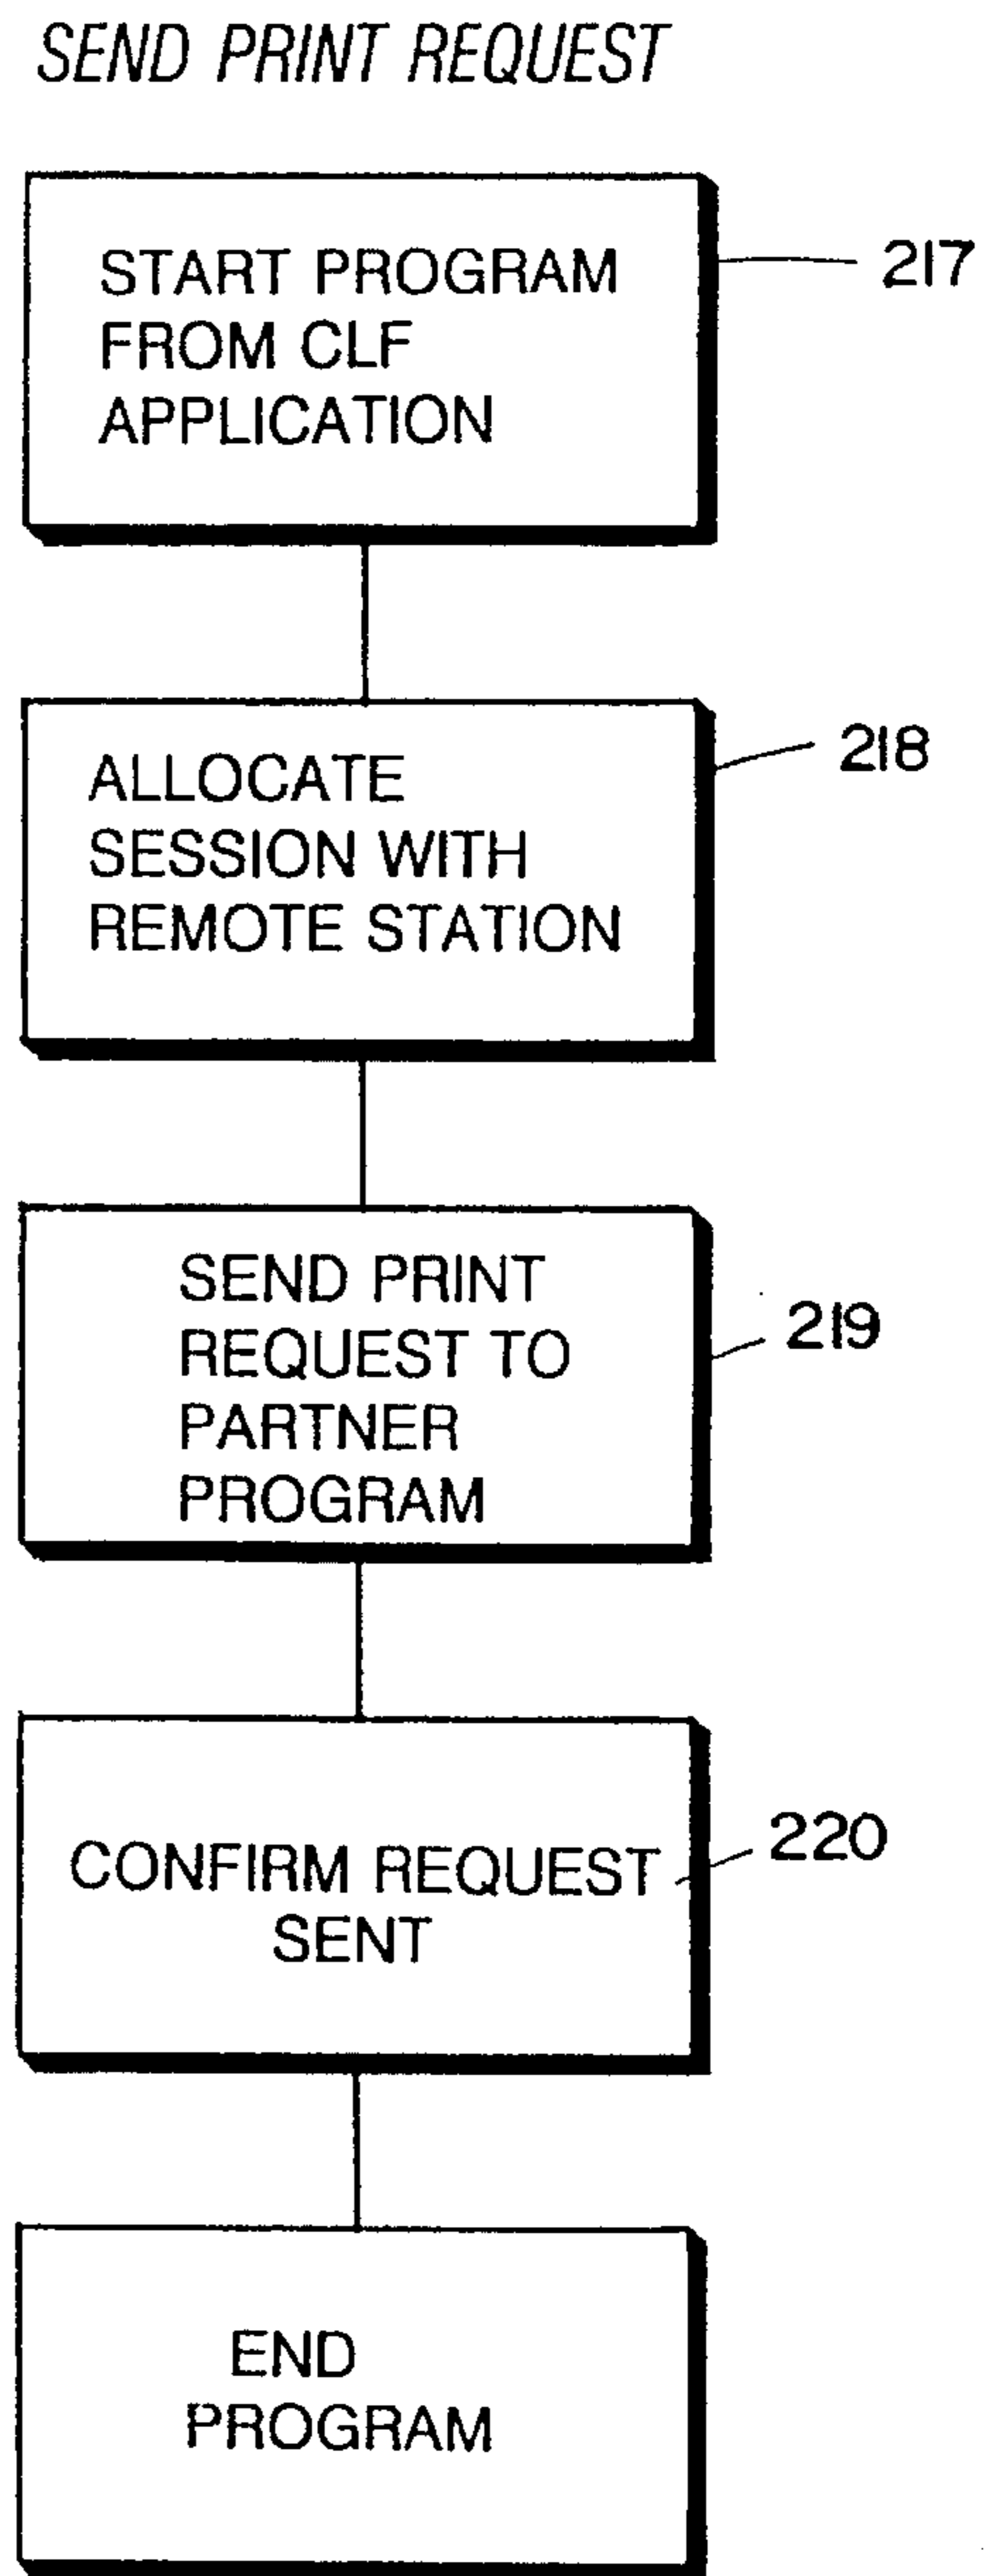 SEND PRINT REQUEST
START PROGRAM
FROM CLF
APPLICATION
217
ALLOCATE
SESSION WITH
REMOTE STATION
218
SEND PRINT
REQUEST TO
PARTNER
PROGRAM
219
CONFIRM REQUEST
SENT
220
END
PROGRAM